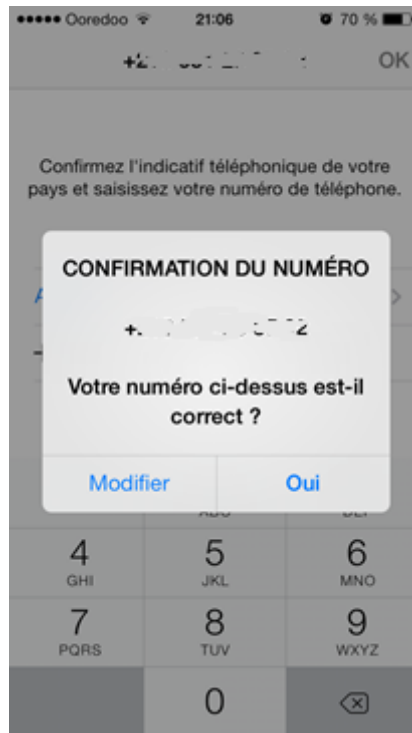 Ooredoo 21:06 70 %
OK
Confirmez l'indicatif téléphonique de votre
pays et saisissez votre numéro de téléphone.
CONFIRMATION DU NUMÉRO
Votre numéro ci-dessus est-il
correct ?
Modifier Oui
4 5 6
GHI JKL MNO
7 8 9
PQRS TUV WXYZ
0